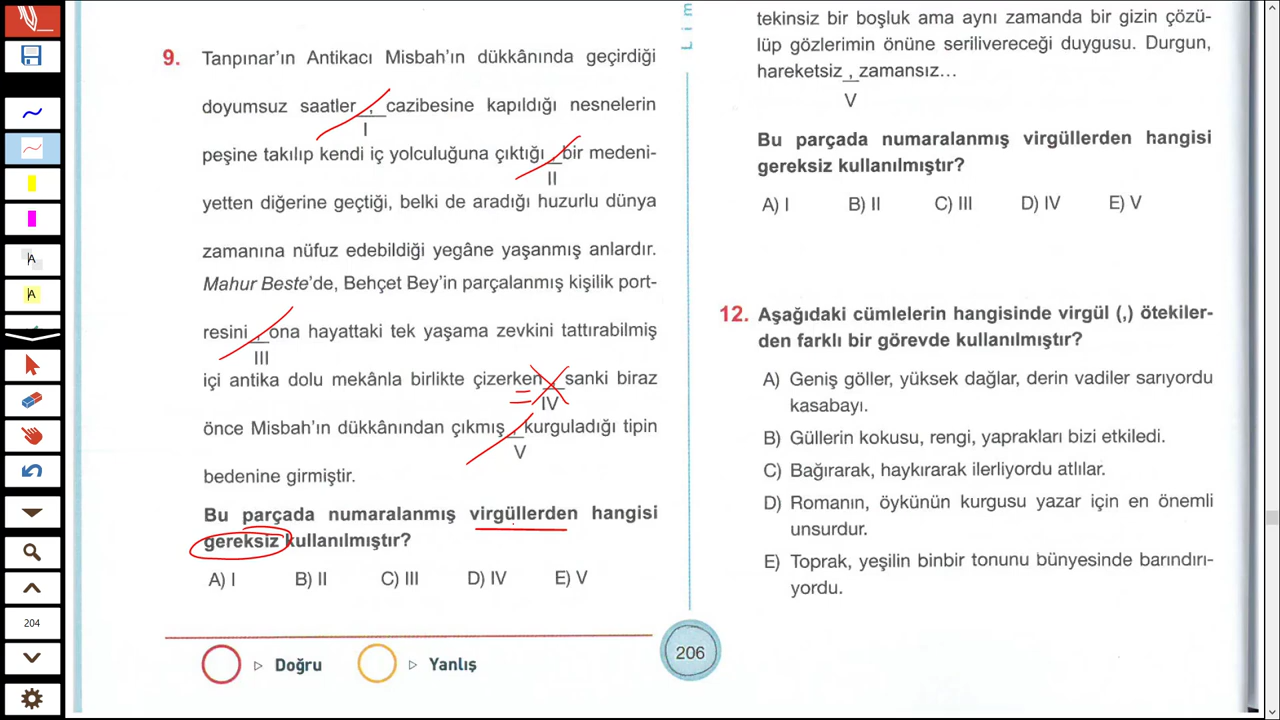 9. Tanpınar'ın Antikacı Misbah'ın dükkânında geçirdiği
doyumsuz saatler , cazibesine kapıldığı nesnelerin
I
peşine takılıp kendi iç yolculuğuna çıktığı , bir medeni-
II
yetten diğerine geçtiği, belki de aradığı huzurlu dünya
zamanına nüfuz edebildiği yegâne yaşanmış anlardır.
Mahur Beste'de, Behçet Bey'in parçalanmış kişilik port-
resini , ona hayattaki tek yaşama zevkini tattırabilmiş
III
içi antika dolu mekânla birlikte çizerken , sanki biraz
IV
önce Misbah'ın dükkânından çıkmış , kurguladığı tipin
V
bedenine girmiştir.
Bu parçada numaralanmış virgüllerden hangisi
gereksiz kullanılmıştır?
A) I B) II C) III D) IV E) V
Doğru Yanlış
206
Lim
tekinsiz bir boşluk ama aynı zamanda bir gizin çözü-
lüp gözlerimin önüne serilivereceği duygusu. Durgun,
hareketsiz , zamansız...
V
Bu parçada numaralanmış virgüllerden hangisi
gereksiz kullanılmıştır?
A) I B) II C) III D) IV E) V
12. Aşağıdaki cümlelerin hangisinde virgül (,) ötekiler-
den farklı bir görevde kullanılmıştır?
A) Geniş göller, yüksek dağlar, derin vadiler sarıyordu
kasabayı.
B) Güllerin kokusu, rengi, yaprakları bizi etkiledi.
C) Bağırarak, haykırarak ilerliyordu atlılar.
D) Romanın, öykünün kurgusu yazar için en önemli
unsurdur.
E) Toprak, yeşilin binbir tonunu bünyesinde barındırı-
yordu.
A
A
204